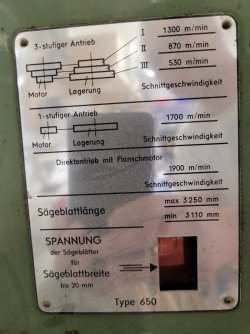 3-stufiger Antrieb
I 1300 m/min
II 870 m/min
III 530 m/min
Motor Lagerung Schnittgeschwindigkeit
1-stufiger Antrieb
1700 m/min
Motor Lagerung Schnittgeschwindigkeit
Direktantrieb mit Flanschmotor
1900 m/min
Schnittgeschwindigkeit
Sägeblattlänge max 3250 mm
min 3110 mm
SPANNUNG
der Sägeblätter
für
Sägeblattbreite
bis 20 mm
Type 650